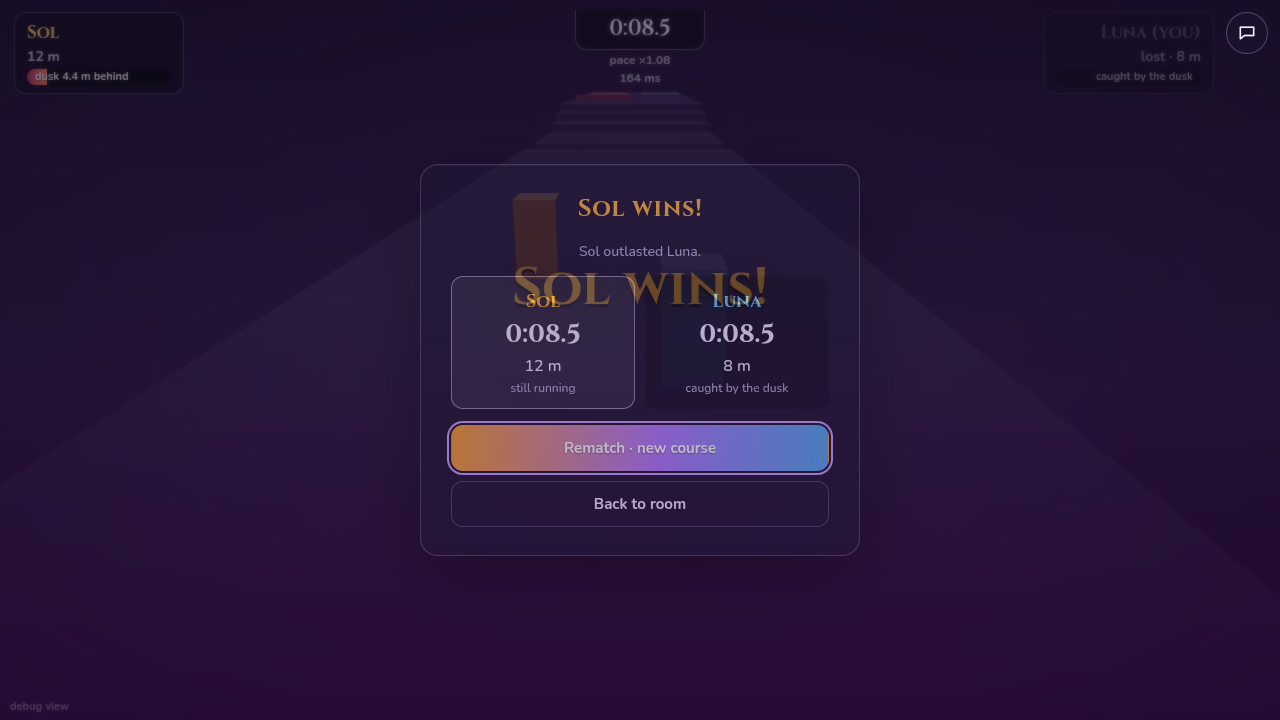 Sol
12 m
dusk 4.4 m behind
0:08.5
pace ×1.08
164 ms
Luna (you)
lost · 8 m
caught by the dusk
Sol wins!
Sol outlasted Luna.
Sol wins!
Sol
0:08.5
12 m
still running
Luna
0:08.5
8 m
caught by the dusk
Rematch · new course
Back to room
debug view